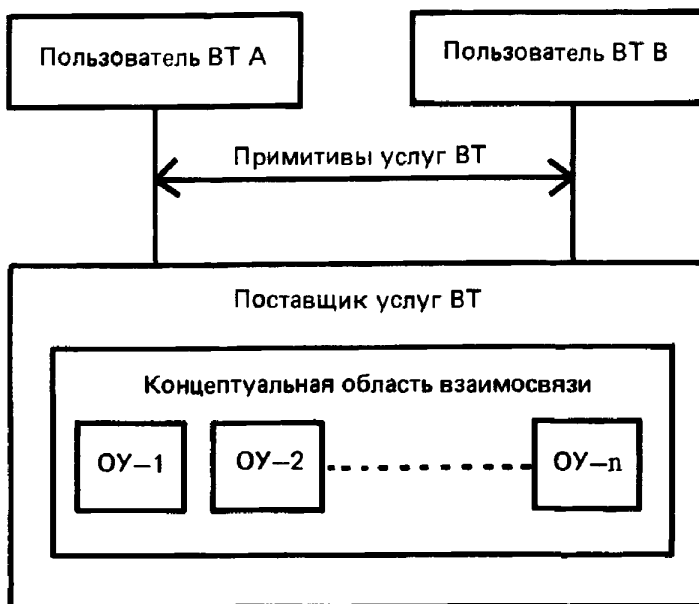 Пользователь ВТ А
Пользователь ВТ В
Примитивы услуг ВТ
Поставщик услуг ВТ
Концептуальная область взаимосвязи
ОУ—1
ОУ—2
ОУ—n